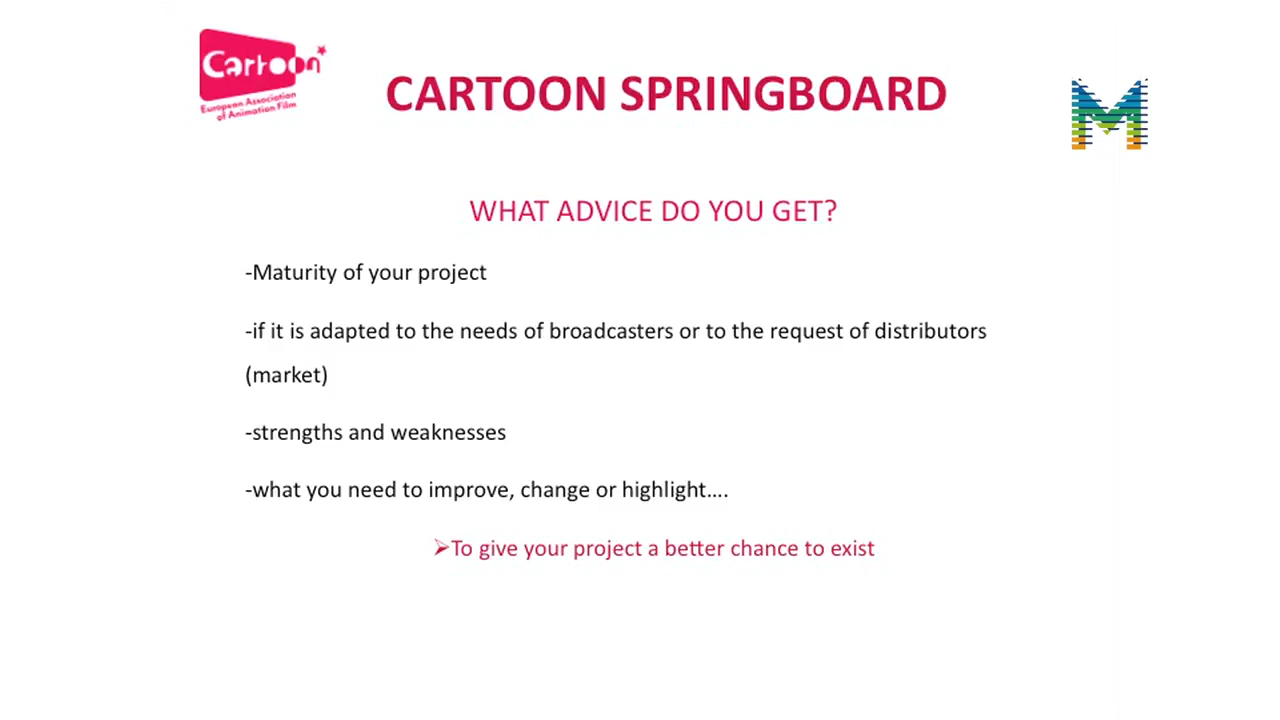 Cartoon
European Association
of Animation Film
CARTOON SPRINGBOARD
M
WHAT ADVICE DO YOU GET?
-Maturity of your project
-if it is adapted to the needs of broadcasters or to the request of distributors
(market)
-strengths and weaknesses
-what you need to improve, change or highlight....
➢To give your project a better chance to exist